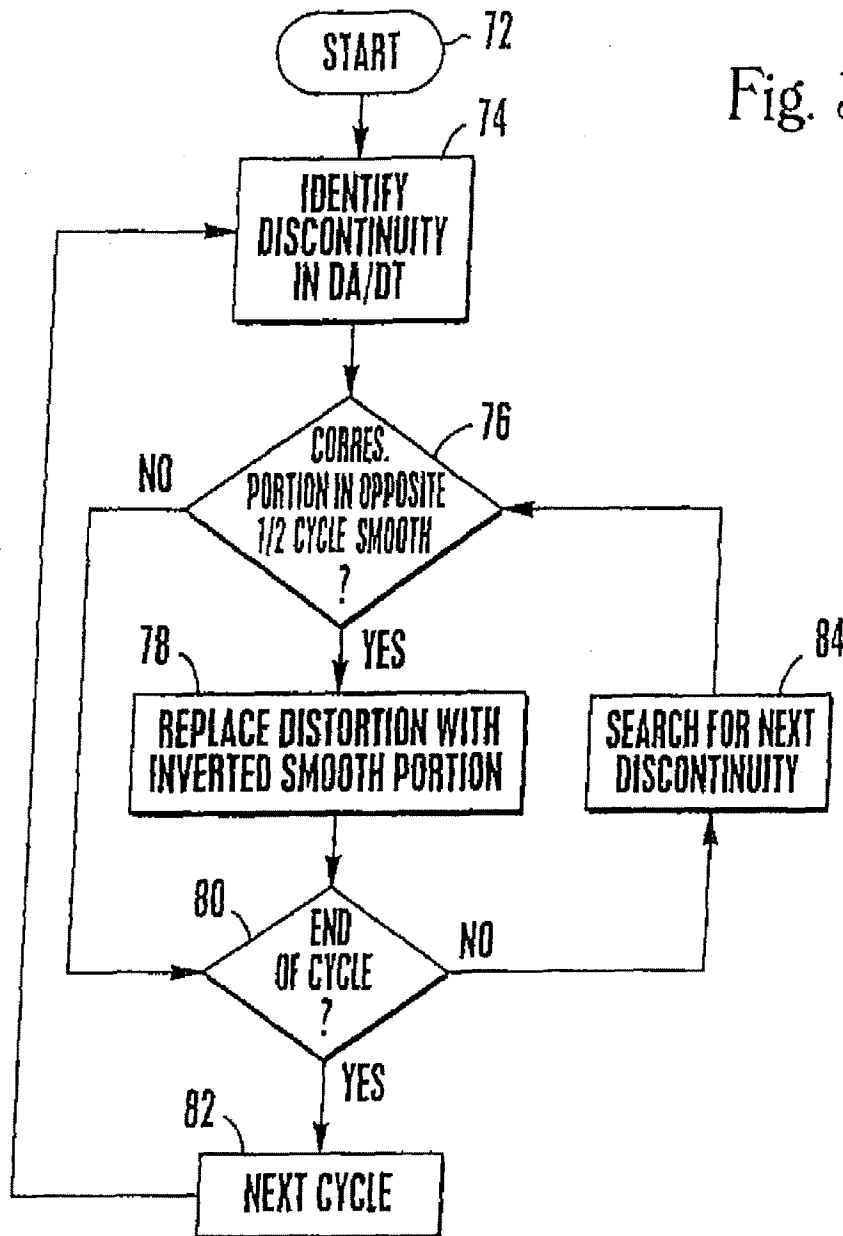 START
72
Fig.
74
IDENTIFY
DISCONTINUITY
IN DA/DT
76
NO
CORRES.
PORTION IN OPPOSITE
1/2 CYCLE SMOOTH
?
YES
78
REPLACE DISTORTION WITH
INVERTED SMOOTH PORTION
84
SEARCH FOR NEXT
DISCONTINUITY
80
END
OF CYCLE
?
NO
YES
82
NEXT CYCLE